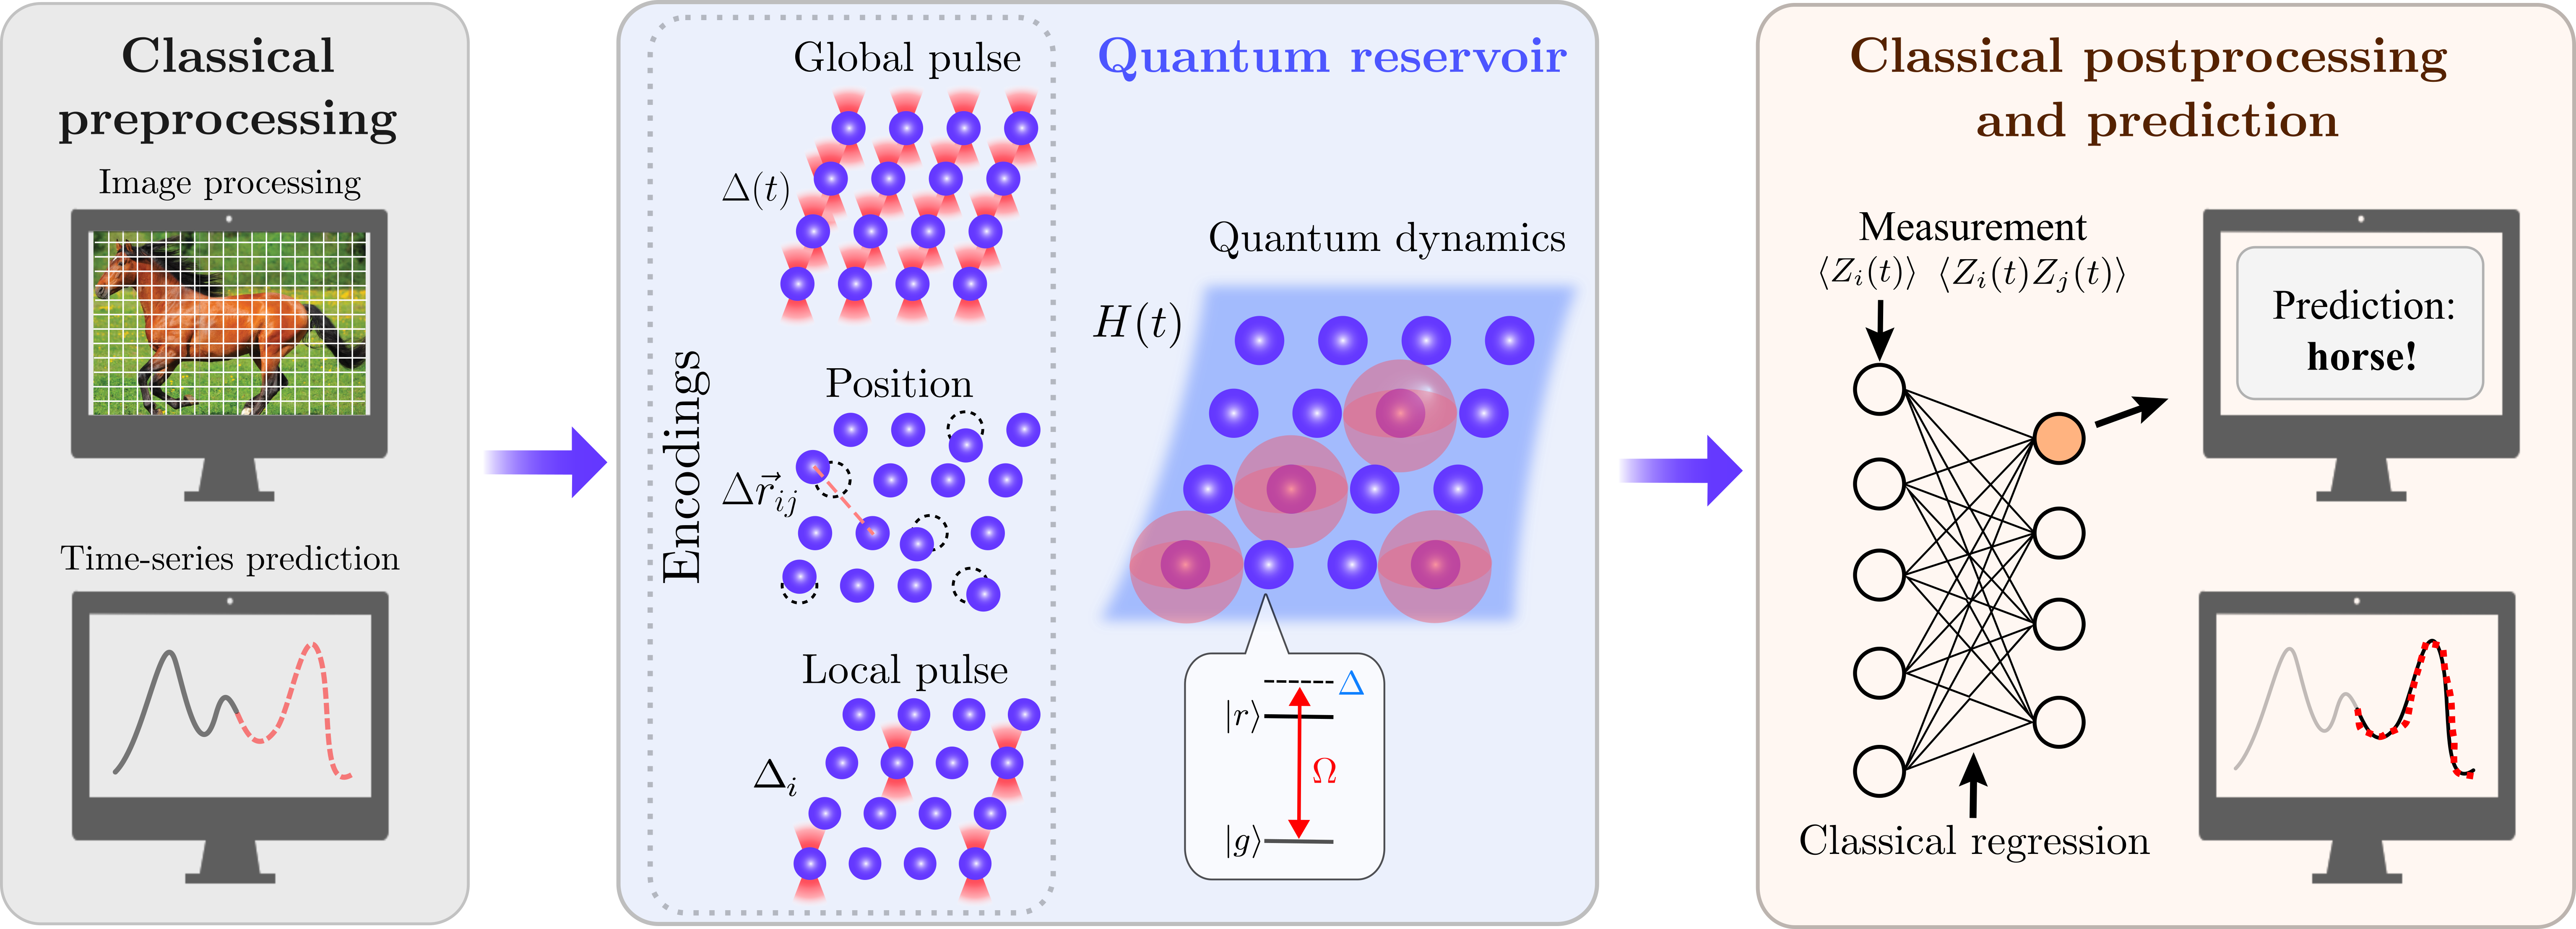 Classical
preprocessing
Image processing
Time-series prediction
Encodings
Global pulse
Δ(t)
Position
Δr⃗ij
Local pulse
Δi
Quantum reservoir
Quantum dynamics
H(t)
Δ
|r⟩
Ω
|g⟩
Classical postprocessing
and prediction
Measurement
⟨Zi(t)⟩ ⟨Zi(t)Zj(t)⟩
Classical regression
Prediction:
horse!